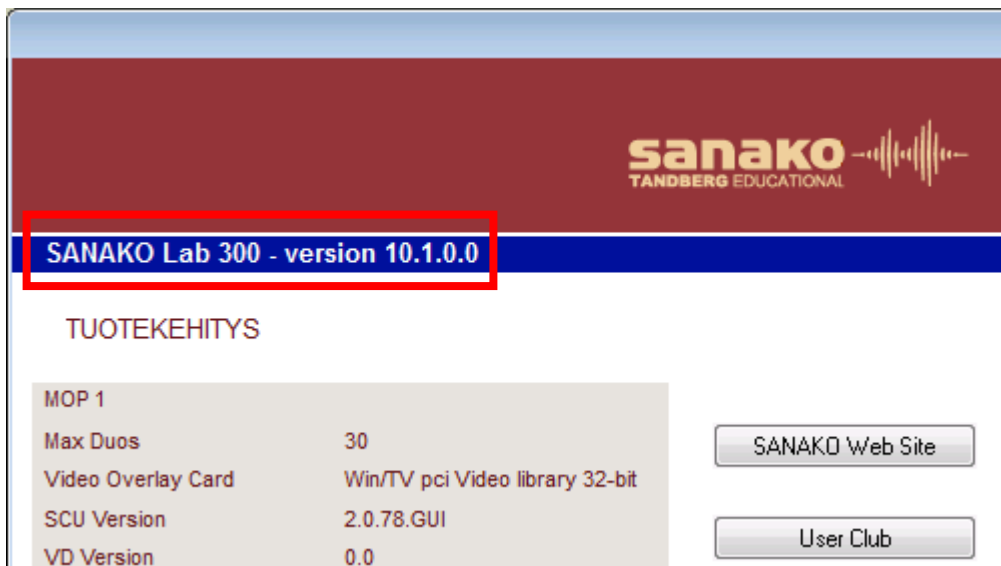 sanako
TANDBERG EDUCATIONAL
SANAKO Lab 300 - version 10.1.0.0
TUOTEKEHITYS
MOP 1
Max Duos 30
Video Overlay Card Win/TV pci Video library 32-bit
SCU Version 2.0.78.GUI
VD Version 0.0
SANAKO Web Site
User Club